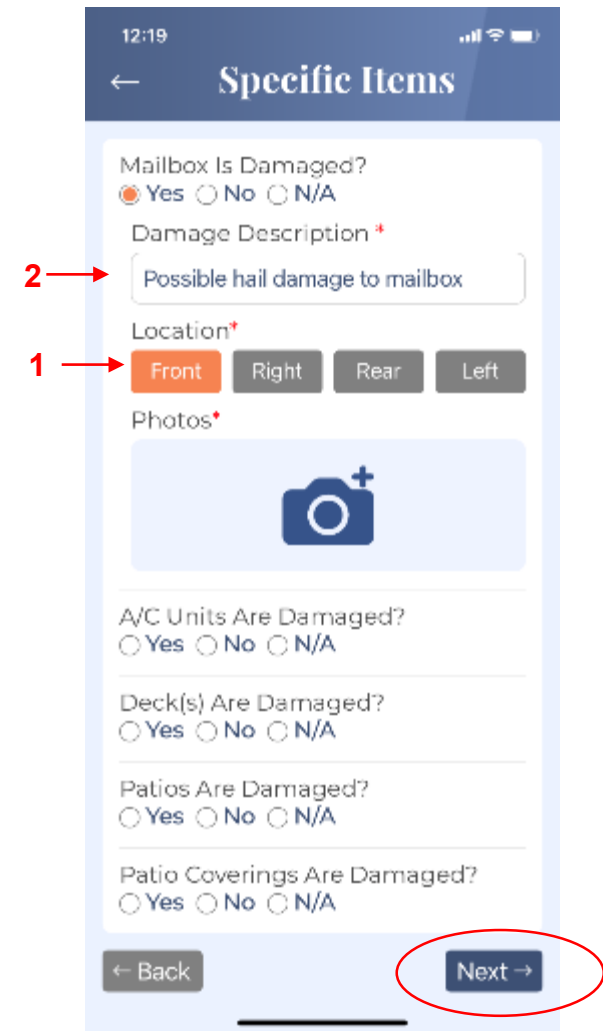 12:19
← Specific Items
Mailbox Is Damaged?
Yes No N/A
Damage Description *
2
Possible hail damage to mailbox
Location*
1
Front Right Rear Left
Photos*
A/C Units Are Damaged?
Yes No N/A
Deck(s) Are Damaged?
Yes No N/A
Patios Are Damaged?
Yes No N/A
Patio Coverings Are Damaged?
Yes No N/A
← Back Next →